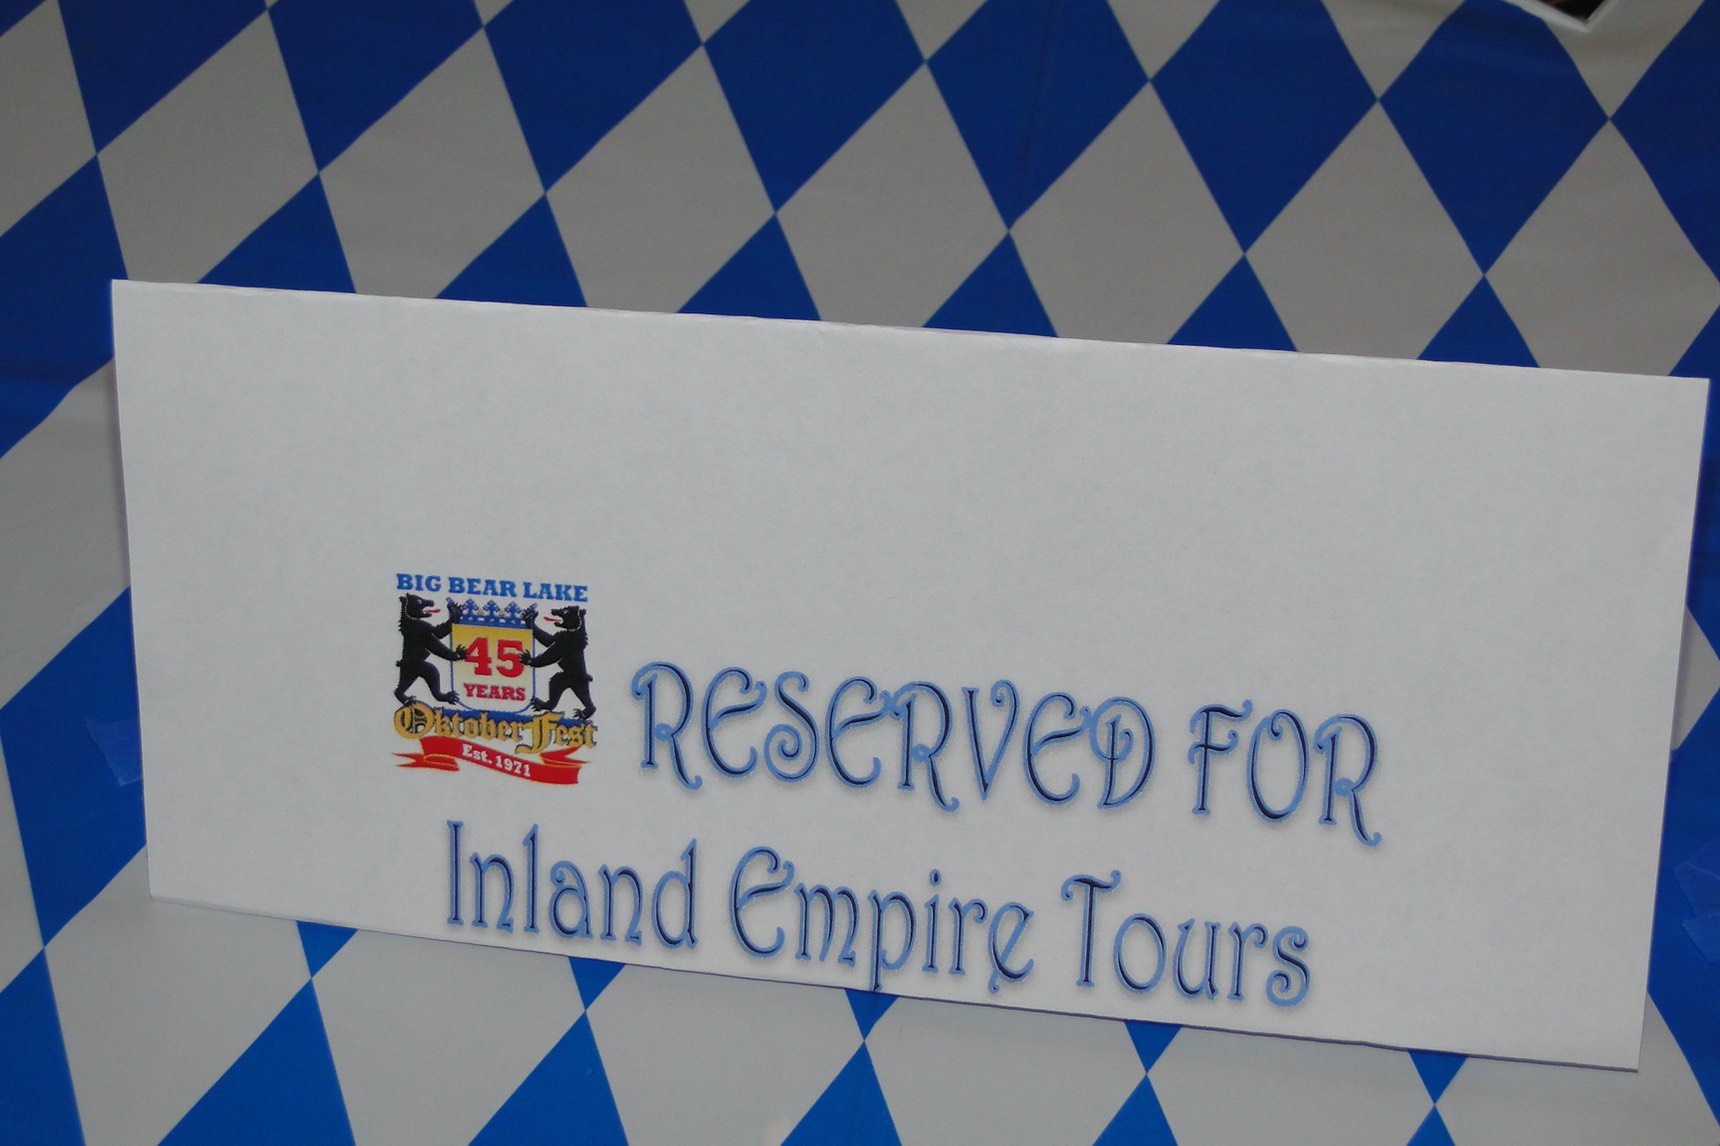 BIG BEAR LAKE
45
YEARS
OktoberFest
Est. 1971
RESERVED FOR
Inland Empire Tours